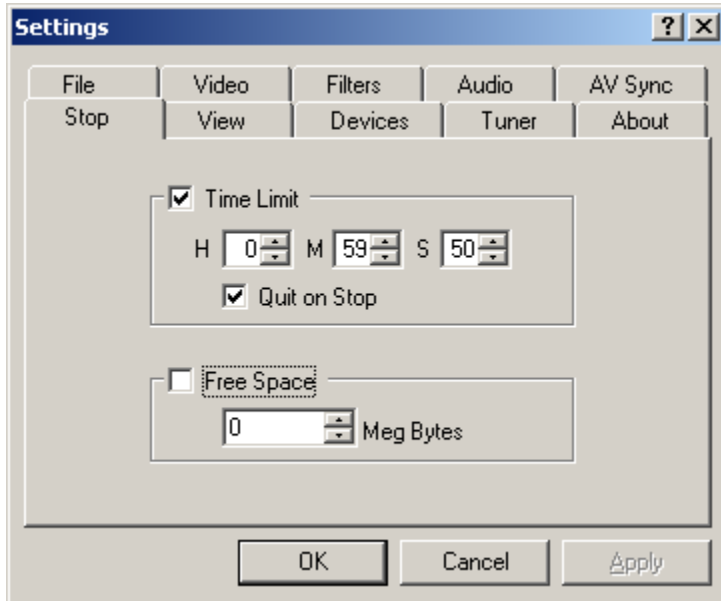 Settings
File Video Filters Audio AV Sync
Stop View Devices Tuner About
Time Limit
H 0 M 59 S 50
Quit on Stop
Free Space
0 Meg Bytes
OK Cancel Apply